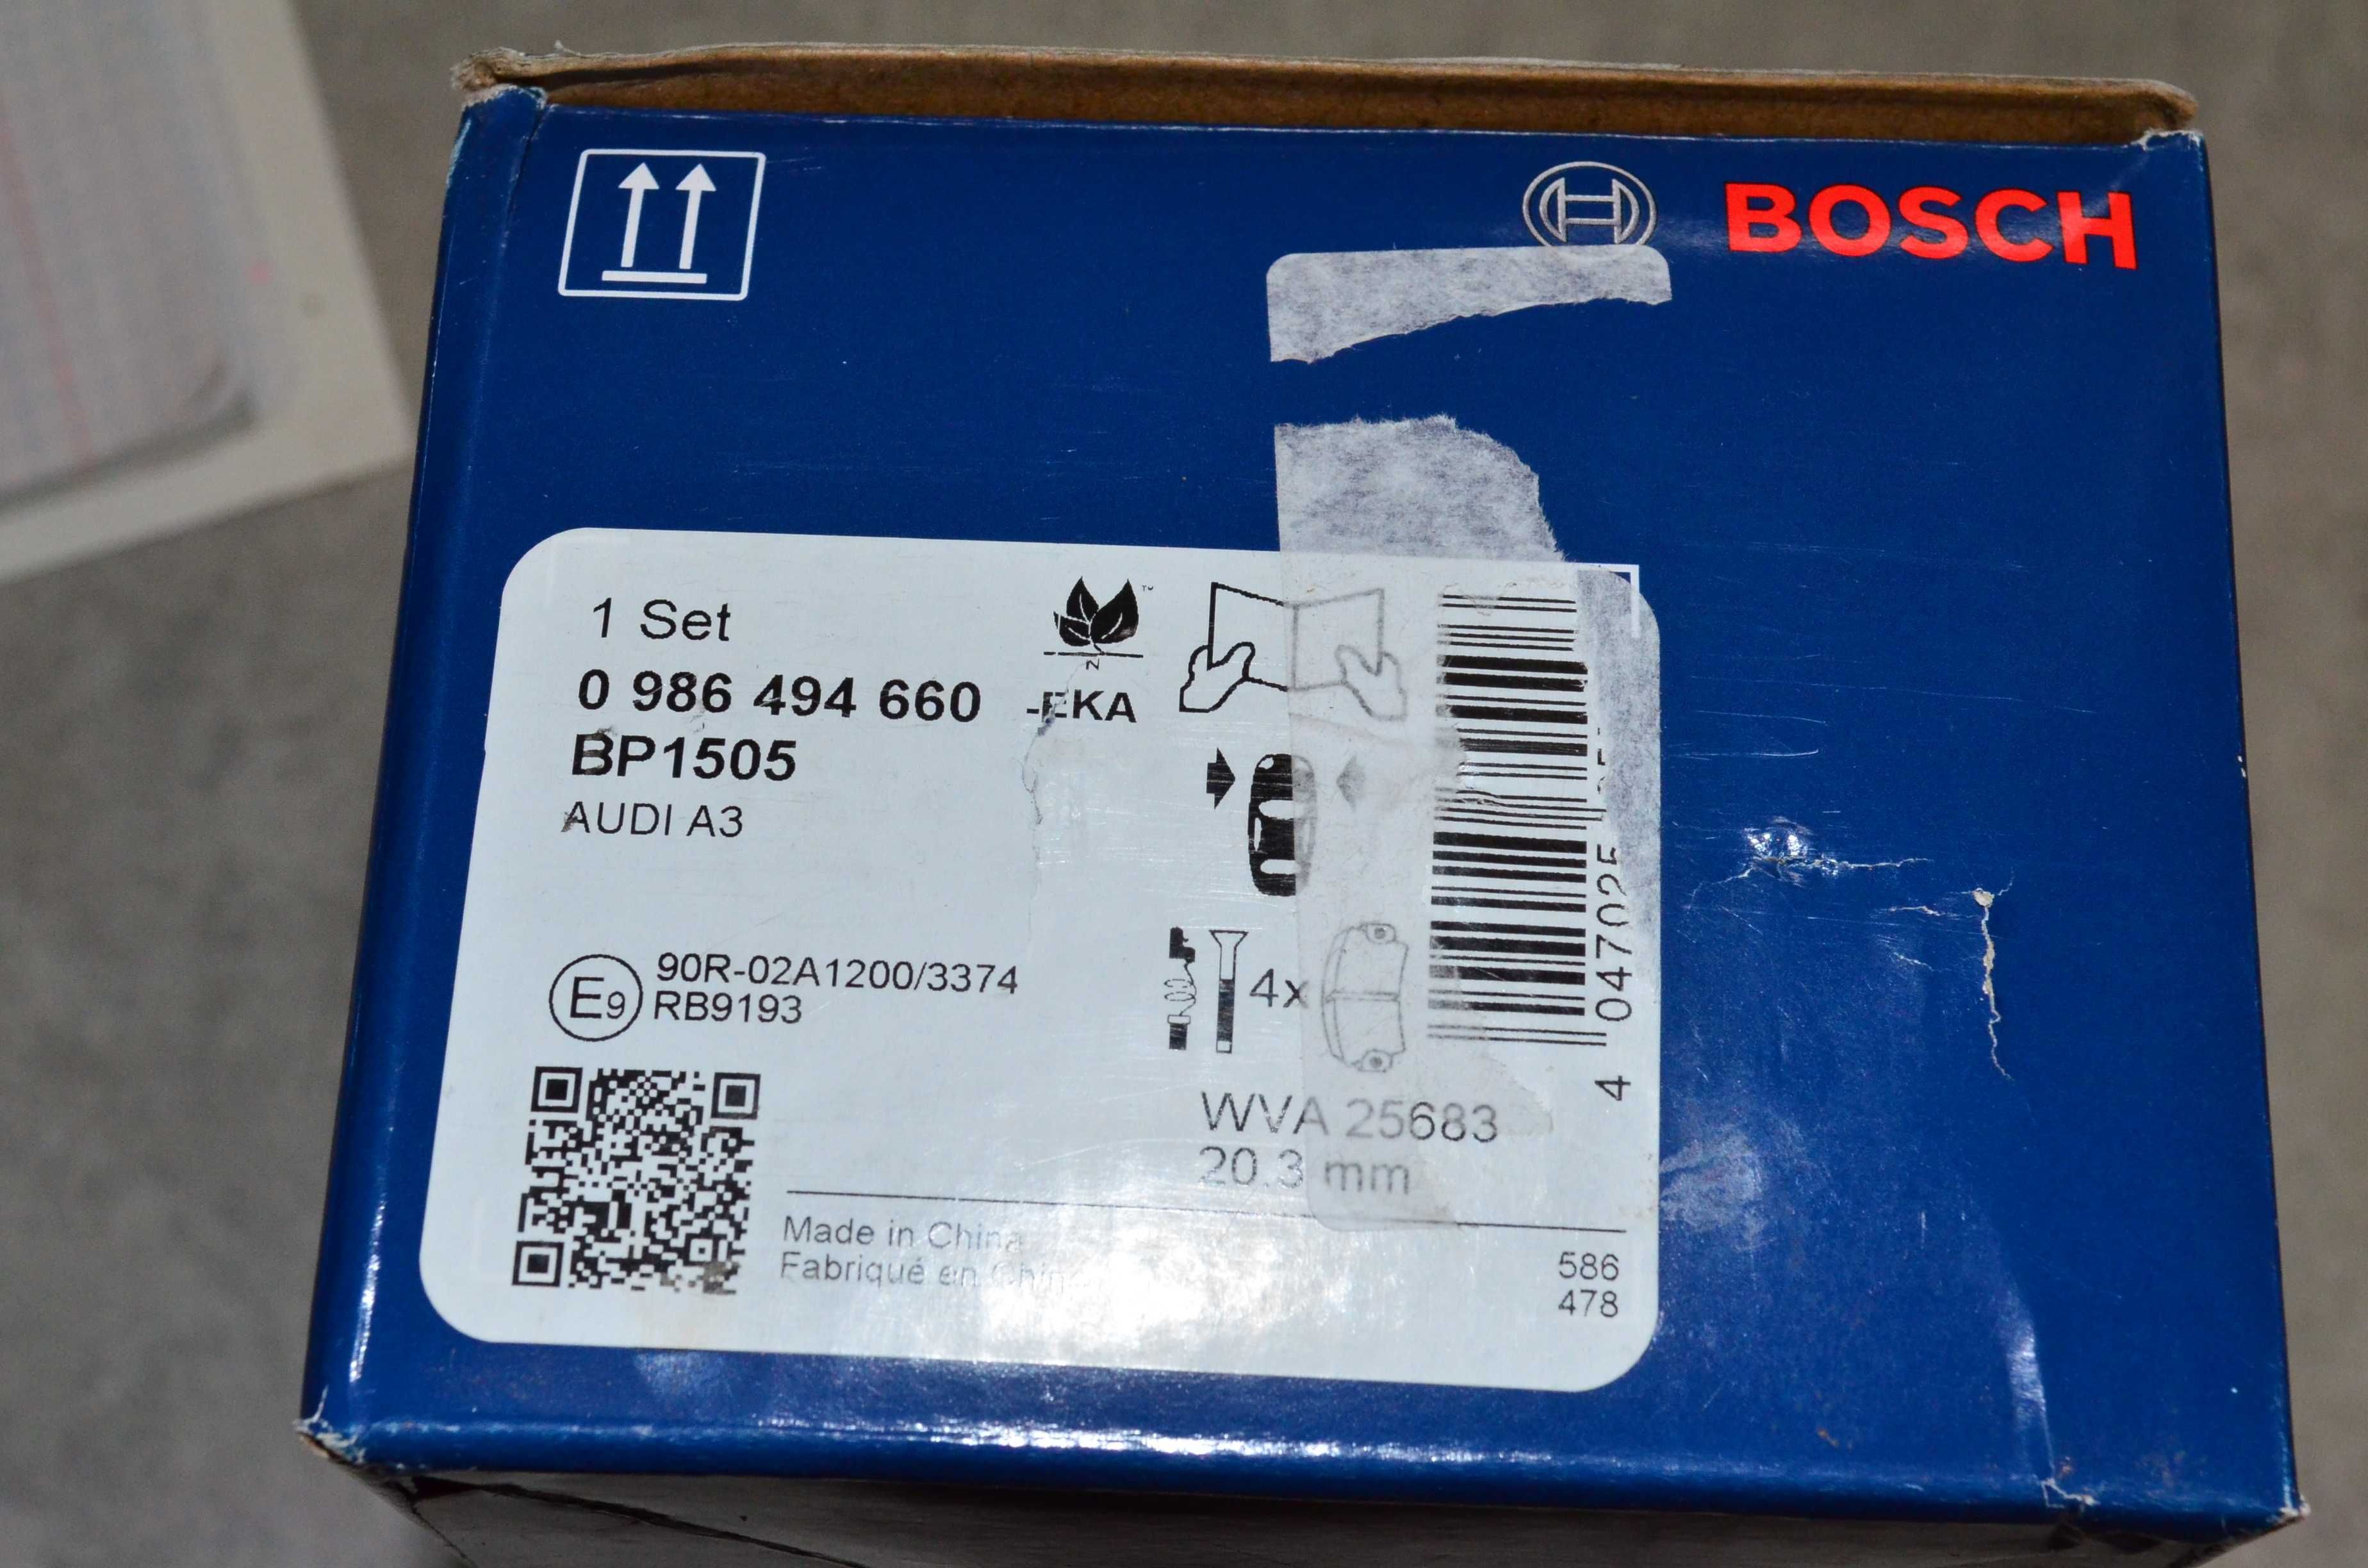 BOSCH
1 Set
0 986 494 660 -EKA
BP1505
AUDI A3
E9 90R-02A1200/3374
RB9193
4x
WVA 25683
20.3 mm
Made in China
Fabriqué en Chine
586
478
4 047025